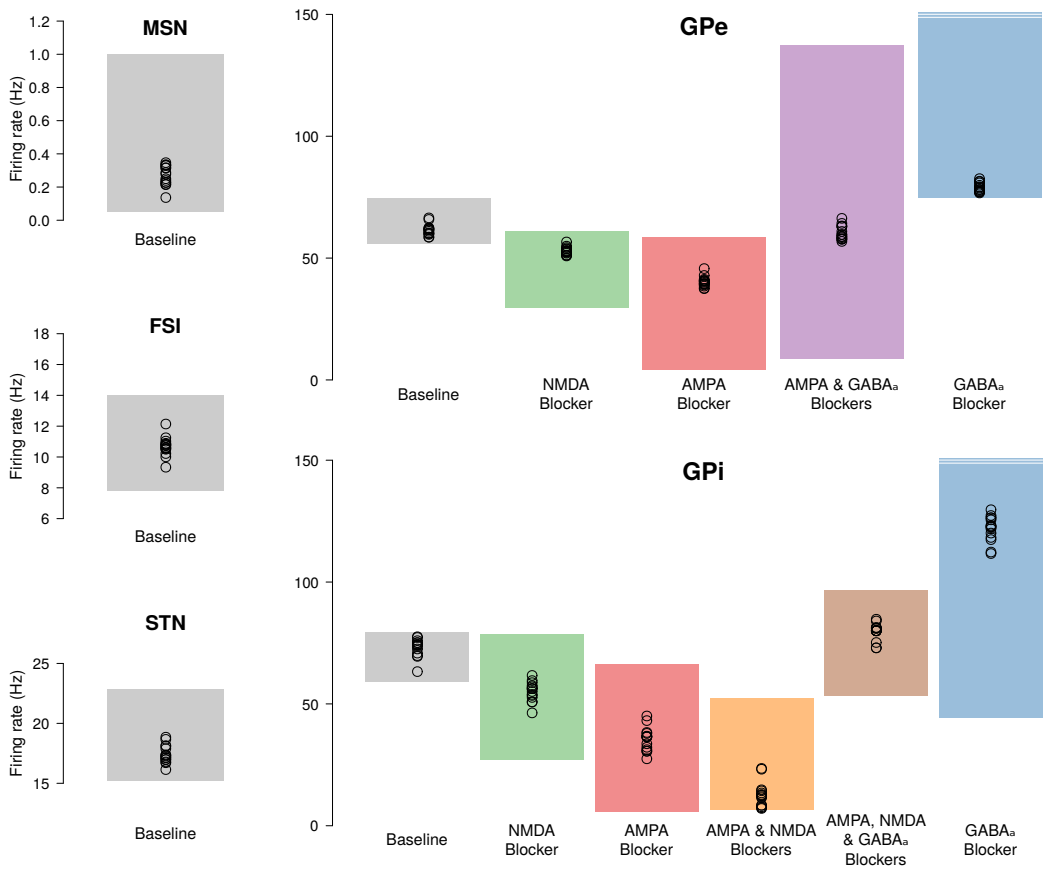 MSN
Firing rate (Hz)
1.2
1.0
0.8
0.6
0.4
0.2
0.0
Baseline
FSI
Firing rate (Hz)
18
16
14
12
10
8
6
Baseline
STN
Firing rate (Hz)
25
20
15
Baseline
GPe
150
100
50
0
Baseline
NMDA
Blocker
AMPA
Blocker
AMPA & GABAₐ
Blockers
GABAₐ
Blocker
GPi
150
100
50
0
Baseline
NMDA
Blocker
AMPA
Blocker
AMPA & NMDA
Blockers
AMPA, NMDA
& GABAₐ
Blockers
GABAₐ
Blocker